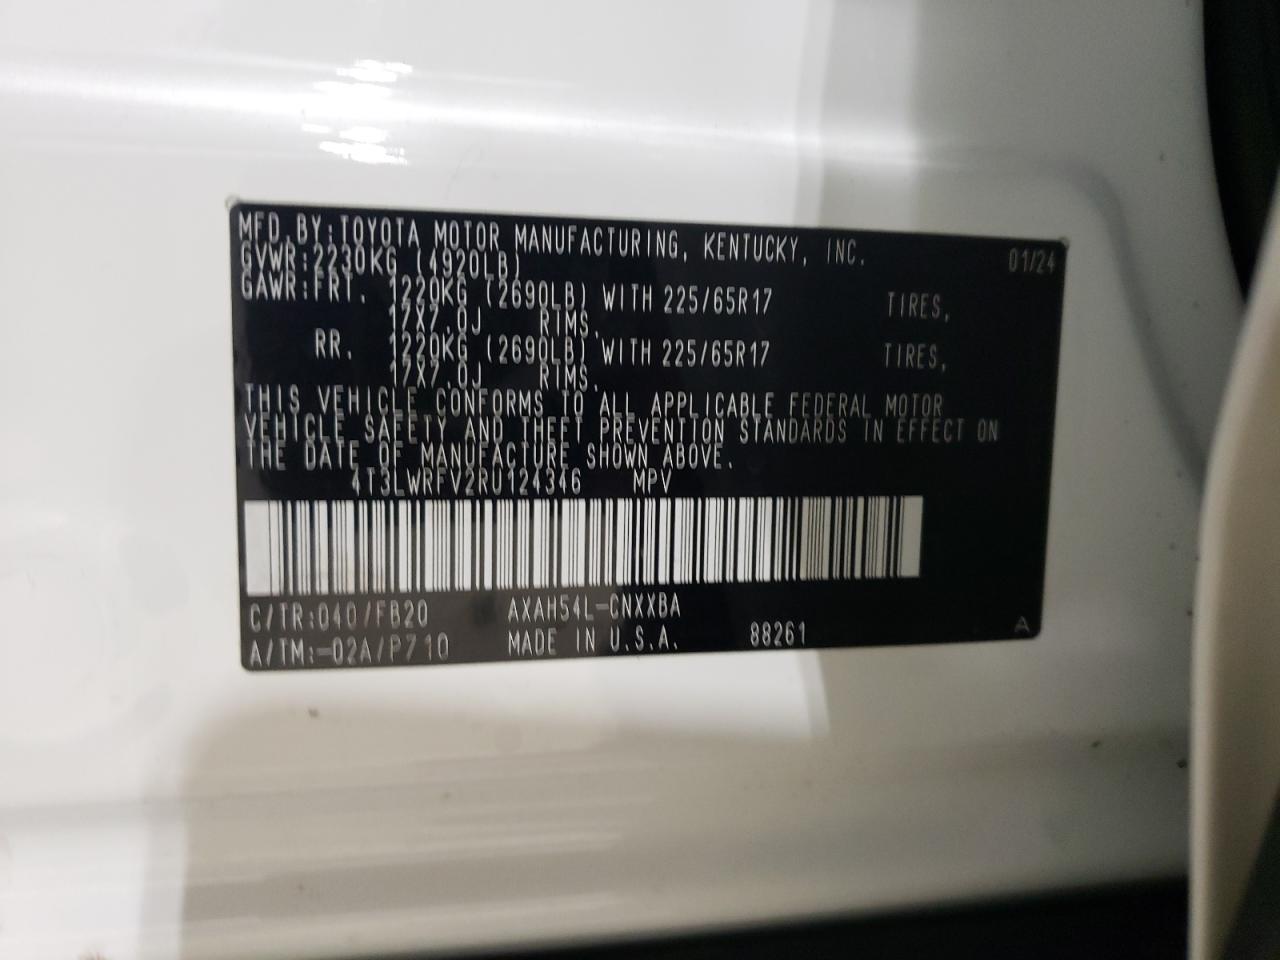 MFD.BY:TOYOTA MOTOR MANUFACTURING, KENTUCKY, INC. 01/24
GVWR:2230KG (4920LB)
GAWR:FRT. 1220KG (2690LB) WITH 225/65R17 TIRES,
17X7.0J RIMS,
RR. 1220KG (2690LB) WITH 225/65R17 TIRES,
17X7.0J RIMS.
THIS VEHICLE CONFORMS TO ALL APPLICABLE FEDERAL MOTOR
VEHICLE SAFETY AND THEFT PREVENTION STANDARDS IN EFFECT ON
THE DATE OF MANUFACTURE SHOWN ABOVE.
4T3LWRFV2RU124346 MPV
C/TR:040/FB20 AXAH54L-CNXXBA
A/TM:-02A/P710 MADE IN U.S.A. 88261 A